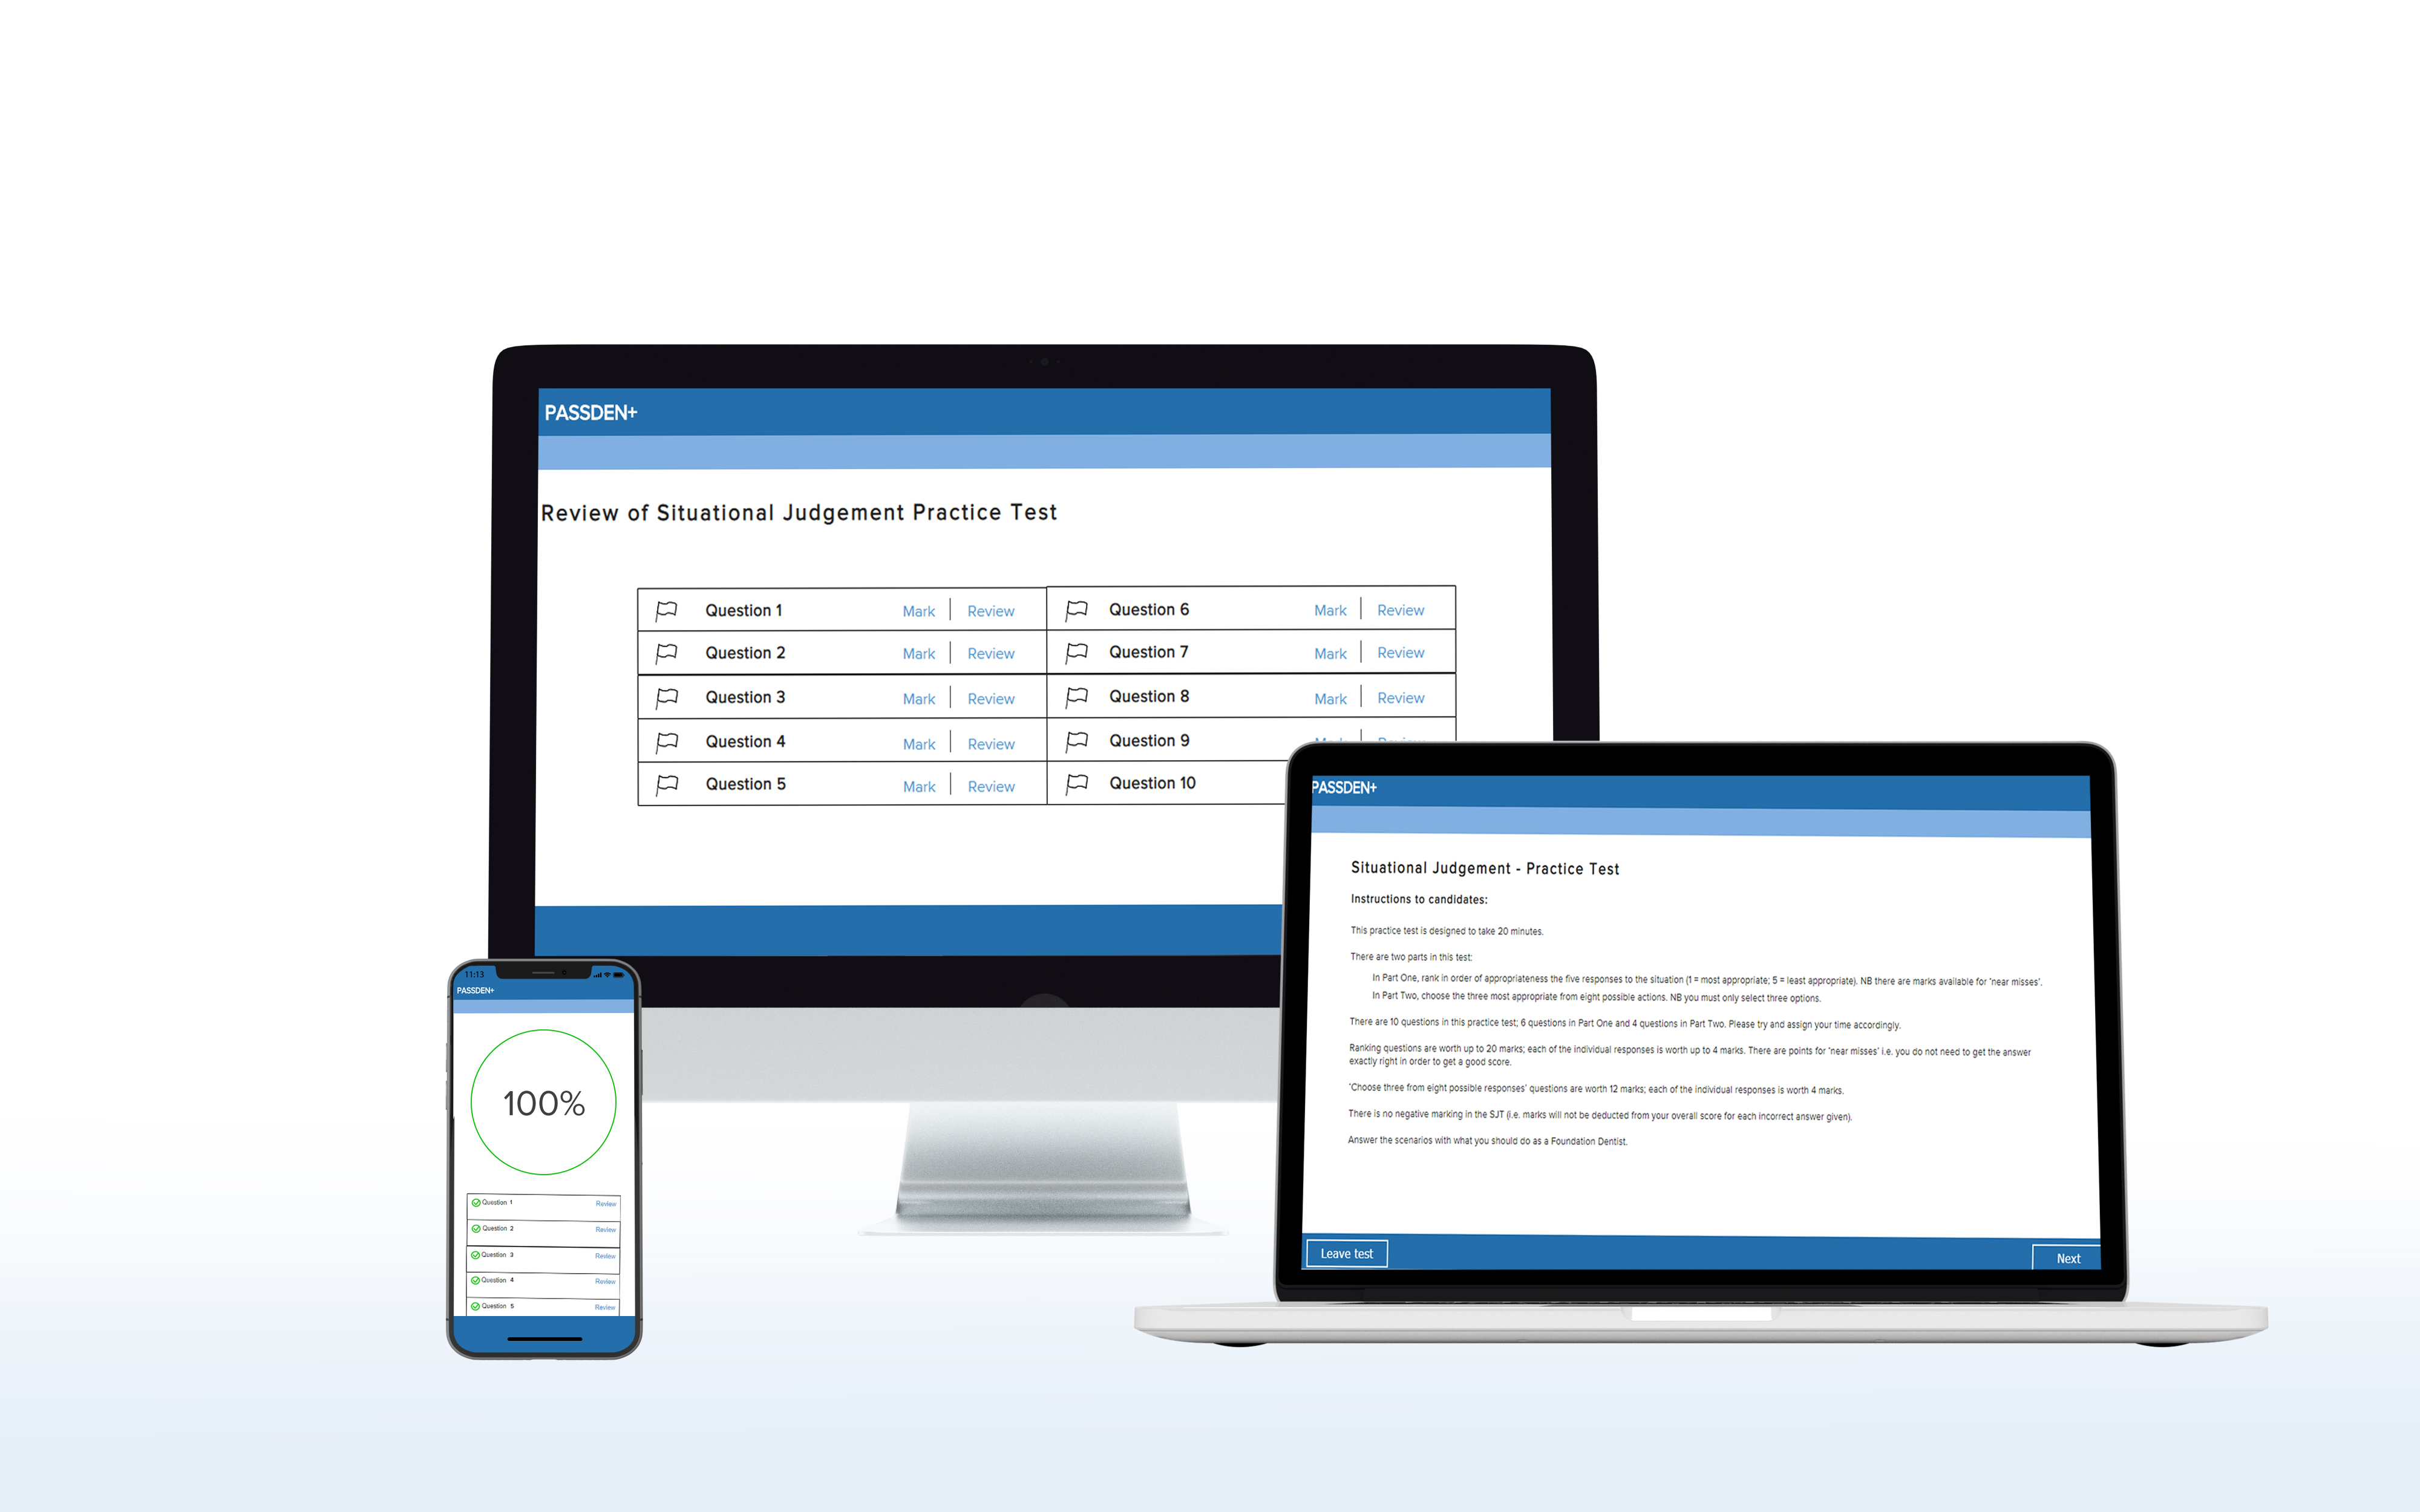 PASSDEN+
Review of Situational Judgement Practice Test
Question 1 Mark | Review
Question 2 Mark | Review
Question 3 Mark | Review
Question 4 Mark | Review
Question 5 Mark | Review
Question 6 Mark | Review
Question 7 Mark | Review
Question 8 Mark | Review
Question 9 Mark | Review
Question 10
11:13
PASSDEN+
100%
Question 1 Review
Question 2 Review
Question 3 Review
Question 4 Review
Question 5 Review
PASSDEN+
Situational Judgement - Practice Test
Instructions to candidates:
This practice test is designed to take 20 minutes.
There are two parts in this test:
In Part One, rank in order of appropriateness the five responses to the situation (1 = most appropriate; 5 = least appropriate). NB there are marks available for 'near misses'.
In Part Two, choose the three most appropriate from eight possible actions. NB you must only select three options.
There are 10 questions in this practice test; 6 questions in Part One and 4 questions in Part Two. Please try and assign your time accordingly.
Ranking questions are worth up to 20 marks; each of the individual responses is worth up to 4 marks. There are points for 'near misses' i.e. you do not need to get the answer
exactly right in order to get a good score.
'Choose three from eight possible responses' questions are worth 12 marks; each of the individual responses is worth 4 marks.
There is no negative marking in the SJT (i.e. marks will not be deducted from your overall score for each incorrect answer given).
Answer the scenarios with what you should do as a Foundation Dentist.
Leave test
Next